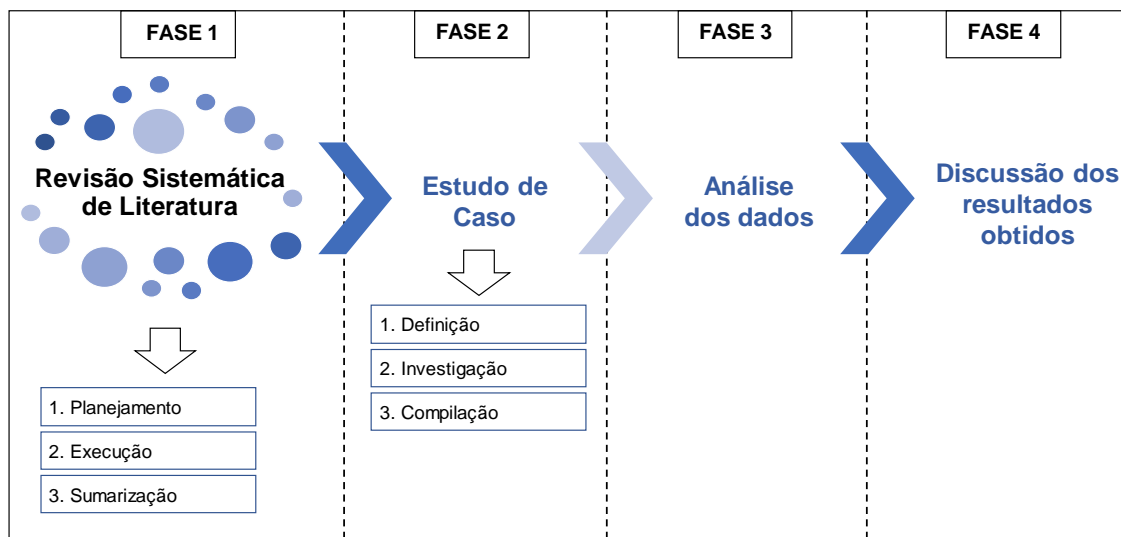 FASE 1
Revisão Sistemática
de Literatura
1. Planejamento
2. Execução
3. Sumarização
FASE 2
Estudo de
Caso
1. Definição
2. Investigação
3. Compilação
FASE 3
Análise
dos dados
FASE 4
Discussão dos
resultados
obtidos